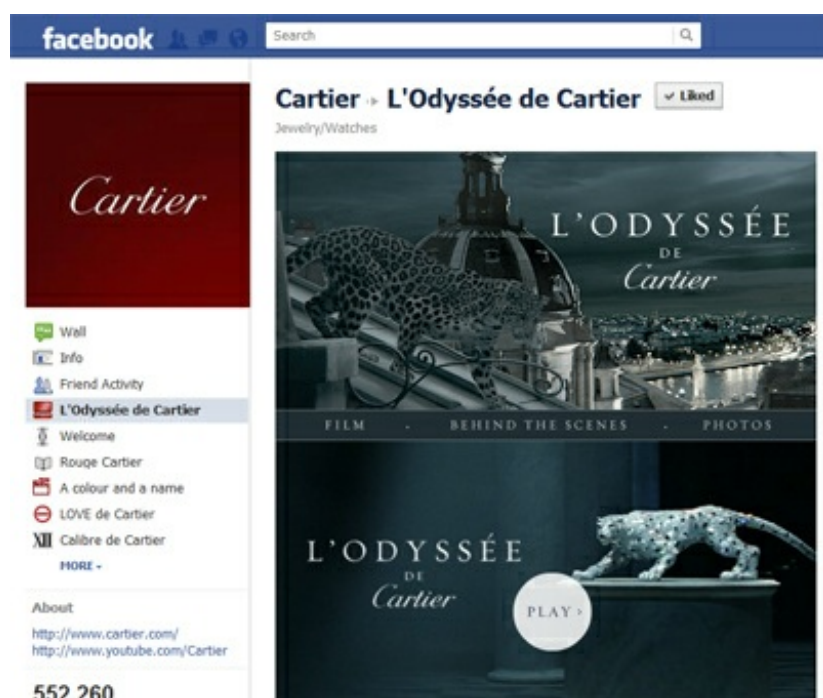 facebook
Search
Cartier
Cartier ▸ L'Odyssée de Cartier
✓ Liked
Jewelry/Watches
L'ODYSSÉE
DE
Cartier
FILM - BEHIND THE SCENES - PHOTOS
L'ODYSSÉE
DE
Cartier
PLAY ›
Wall
Info
Friend Activity
L'Odyssée de Cartier
Welcome
Rouge Cartier
A colour and a name
LOVE de Cartier
XII Calibre de Cartier
MORE
About
http://www.cartier.com/
http://www.youtube.com/Cartier
552,260